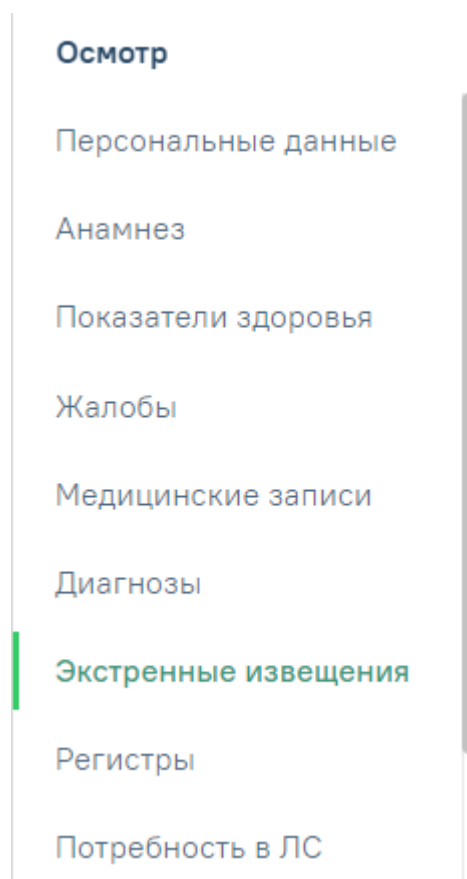 Осмотр
Персональные данные
Анамнез
Показатели здоровья
Жалобы
Медицинские записи
Диагнозы
Экстренные извещения
Регистры
Потребность в ЛС